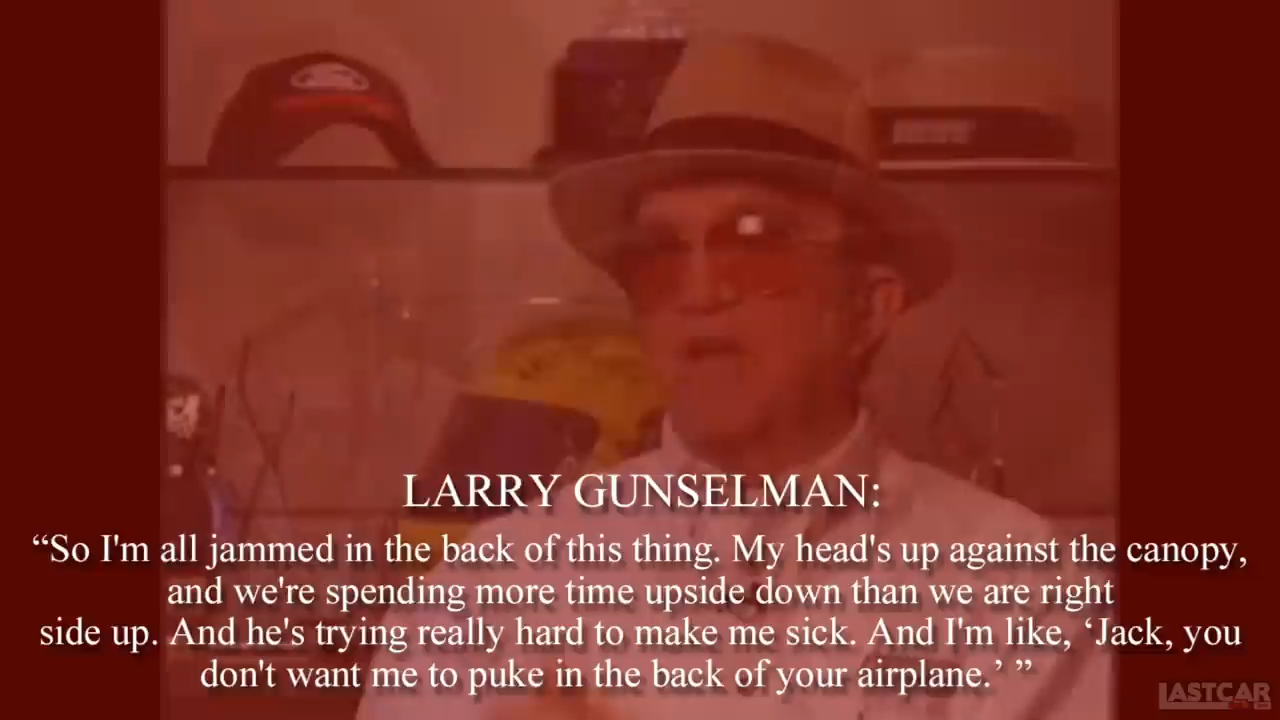 LARRY GUNSELMAN:
“So I'm all jammed in the back of this thing. My head's up against the canopy,
and we're spending more time upside down than we are right
side up. And he's trying really hard to make me sick. And I'm like, ‘Jack, you
don't want me to puke in the back of your airplane.’ ”
LASTCAR